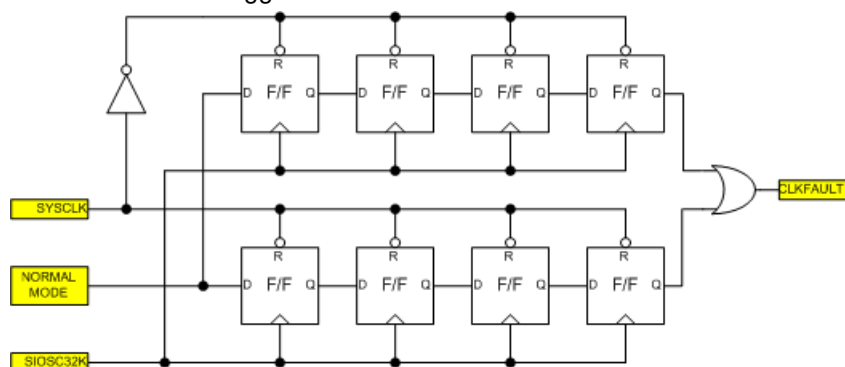 R R R R
D F/F Q D F/F Q D F/F Q D F/F Q
CLKFAULT
SYSCLK
R R R R
NORMAL
MODE
D F/F Q D F/F Q D F/F Q D F/F Q
SIOSC32K